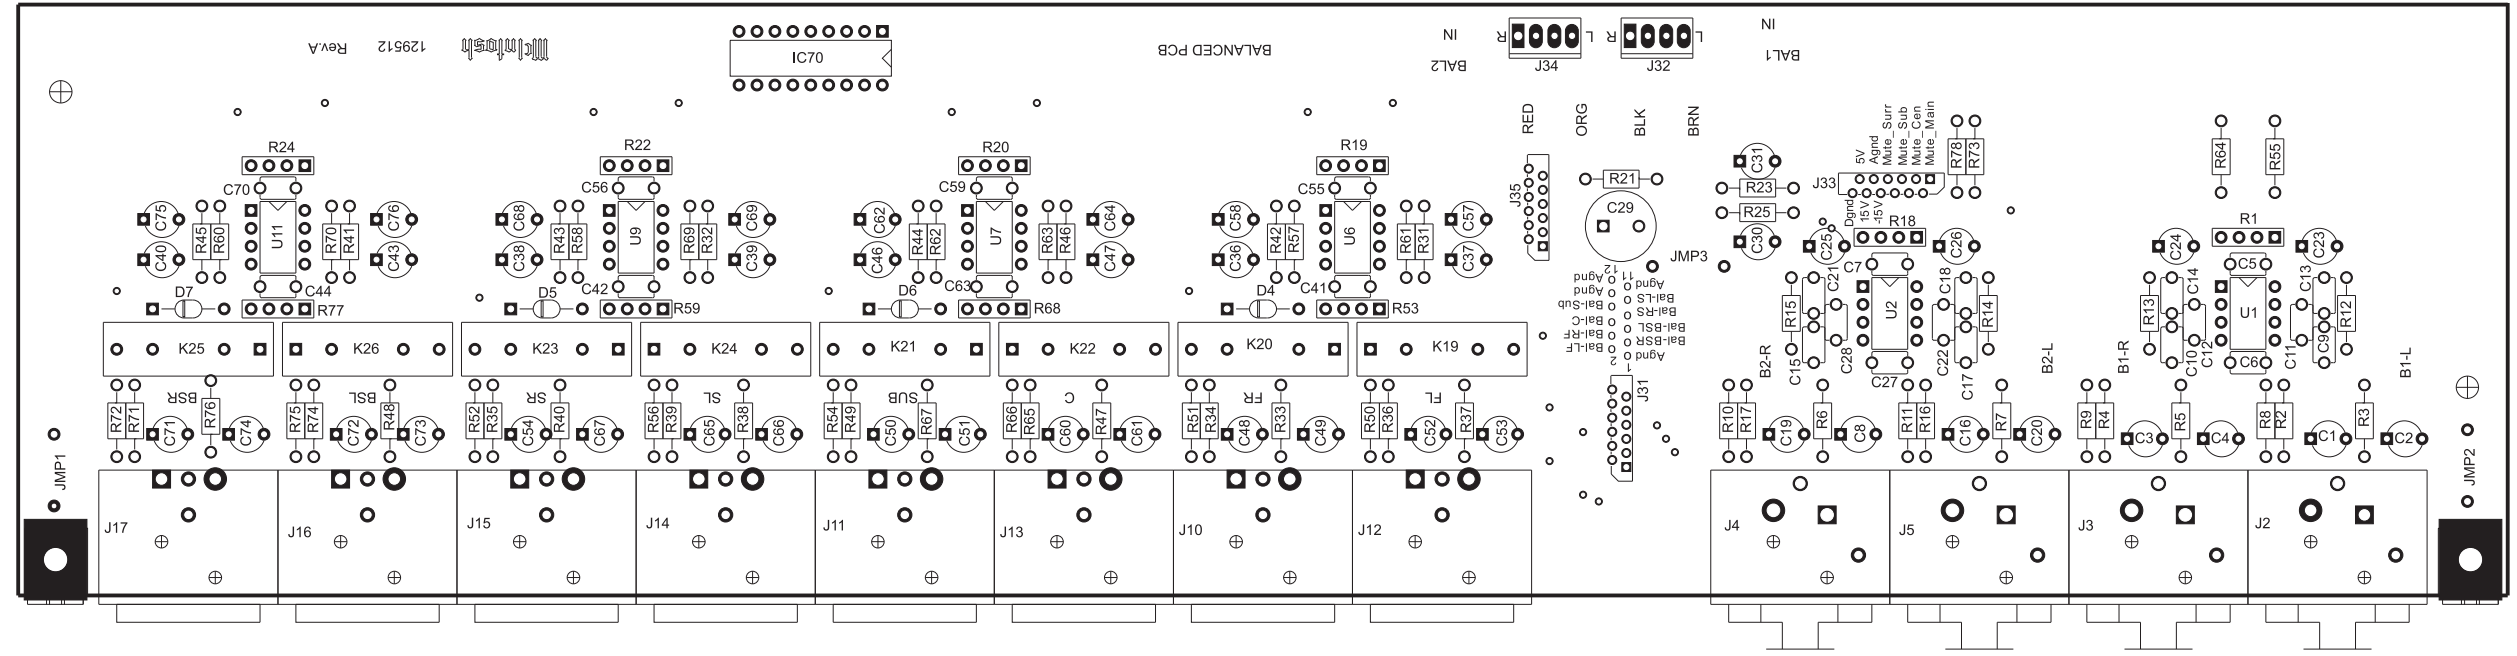 Rev.A 129512 McIntosh
IC70
BALANCED PCB
IN
BAL2
R L
J34
R L
J32
IN
BAL1
RED ORG BLK BRN
R24
C70
C75
C40
R45
R60
U11
R70
R41
C76
C43
C44
D7
R77
R22
C56
C68
C38
R43
R58
U9
R69
R32
C69
C39
C42
D5
R59
R20
C59
C62
C46
R44
R62
U7
R63
R46
C64
C47
C63
D6
R68
R19
C55
C58
C36
R42
R57
U6
R61
R31
C57
C37
C41
D4
R53
J35
R21
C29
C31
R23
R25
C30
JMP3
5V
Agnd
Mute_Surr
Mute_Sub
Mute_Cen
Mute_Main
J33
Dgnd
15V
-15V
R78
R73
R64
R55
R18
C25
C26
C7
C21
C18
R15
U2
R14
C15
C28
C22
C17
C27
B2-R
B2-L
R1
C24
C23
C5
C14
C13
R13
U1
R12
C10
C12
C11
C9
C6
B1-R
B1-L
12 11
Agnd
Agnd
Bal-Sub
Bal-C
Bal-RF
Bal-LF
2
Agnd
Bal-LS
Bal-RS
Bal-BSL
Bal-BSR
Agnd
1
J31
K25
K26
K23
K24
K21
K22
K20
K19
BSR
BSL
SR
SL
SUB
C
FR
FL
R72
R71
C71
R76
C74
R75
R74
C72
R48
C73
R52
R35
C54
R40
C67
R56
R39
C65
R38
C66
R54
R49
C50
R67
C51
R66
R65
C60
R47
C61
R51
R34
C48
R33
C49
R50
R36
C52
R37
C53
R10
R17
C19
R6
C8
R11
R16
C16
R7
C20
R9
R4
C3
R5
C4
R8
R2
C1
R3
C2
JMP1
JMP2
J17
J16
J15
J14
J11
J13
J10
J12
J4
J5
J3
J2